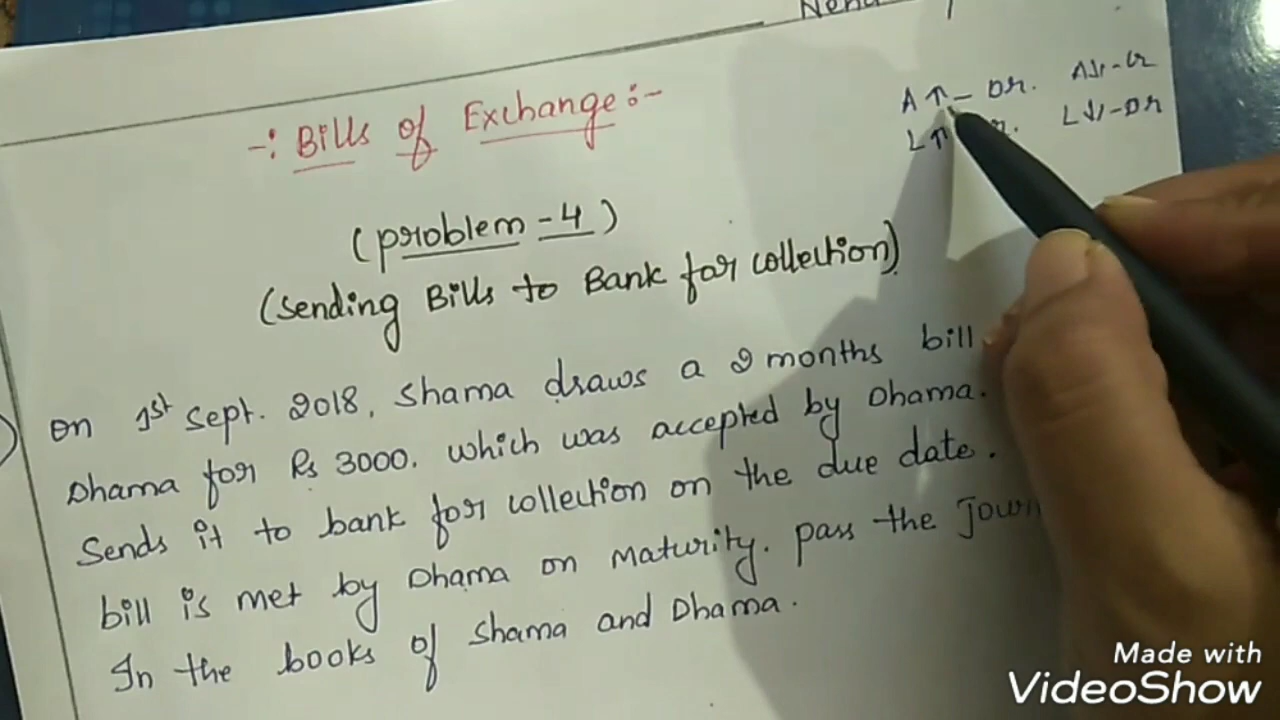 A↑ - Dr. A↓ - Cr
L↑ r. L↓ - Dr
-: Bills of Exchange :-
(problem - 4)
(Sending Bills to Bank for collection)
On 1st Sept. 2018, Shama draws a 2 months bill
Dhama for Rs 3000. which was accepted by Dhama.
Sends it to bank for collection on the due date.
bill is met by Dhama on maturity. pass the
In the books of Shama and Dhama.
Made with
VideoShow